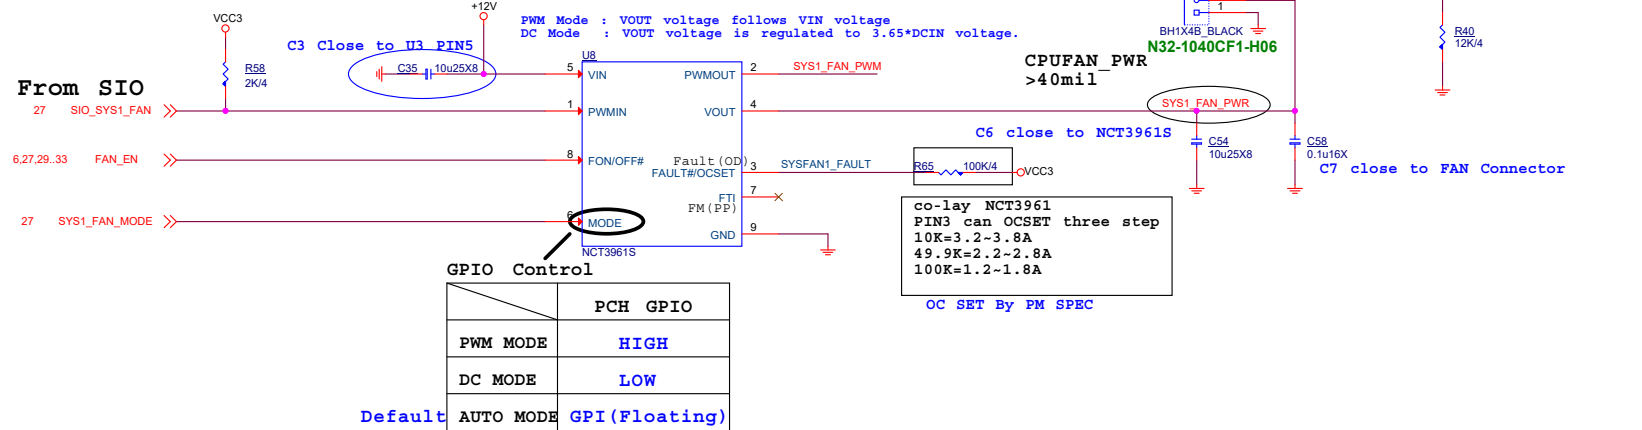 VCC3
+12V
PWM Mode : VOUT voltage follows VIN voltage
DC Mode : VOUT voltage is regulated to 3.65*DCIN voltage.
1
BH1X4B_BLACK
N32-1040CF1-H06
R40
12K/4
C3 Close to U3 PIN5
U8
C35
10u25X8
5
VIN
PWMOUT
2
SYS1_FAN_PWM
CPUFAN_PWR
>40mil
R58
2K/4
From SIO
27
SIO_SYS1_FAN
1
PWMIN
VOUT
4
SYS1_FAN_PWR
C6 close to NCT3961S
C54
10u25X8
C58
0.1u16X
C7 close to FAN Connector
6,27,29..33
FAN_EN
8
FON/OFF#
Fault(OD)
FAULT#/OCSET
3
SYSFAN1_FAULT
R65
100K/4
VCC3
FTI
7
FM(PP)
27
SYS1_FAN_MODE
6
MODE
GND
9
NCT3961S
co-lay NCT3961
PIN3 can OCSET three step
10K=3.2~3.8A
49.9K=2.2~2.8A
100K=1.2~1.8A
OC SET By PM SPEC
GPIO Control
PCH GPIO
PWM MODE HIGH
DC MODE LOW
Default AUTO MODE GPI(Floating)